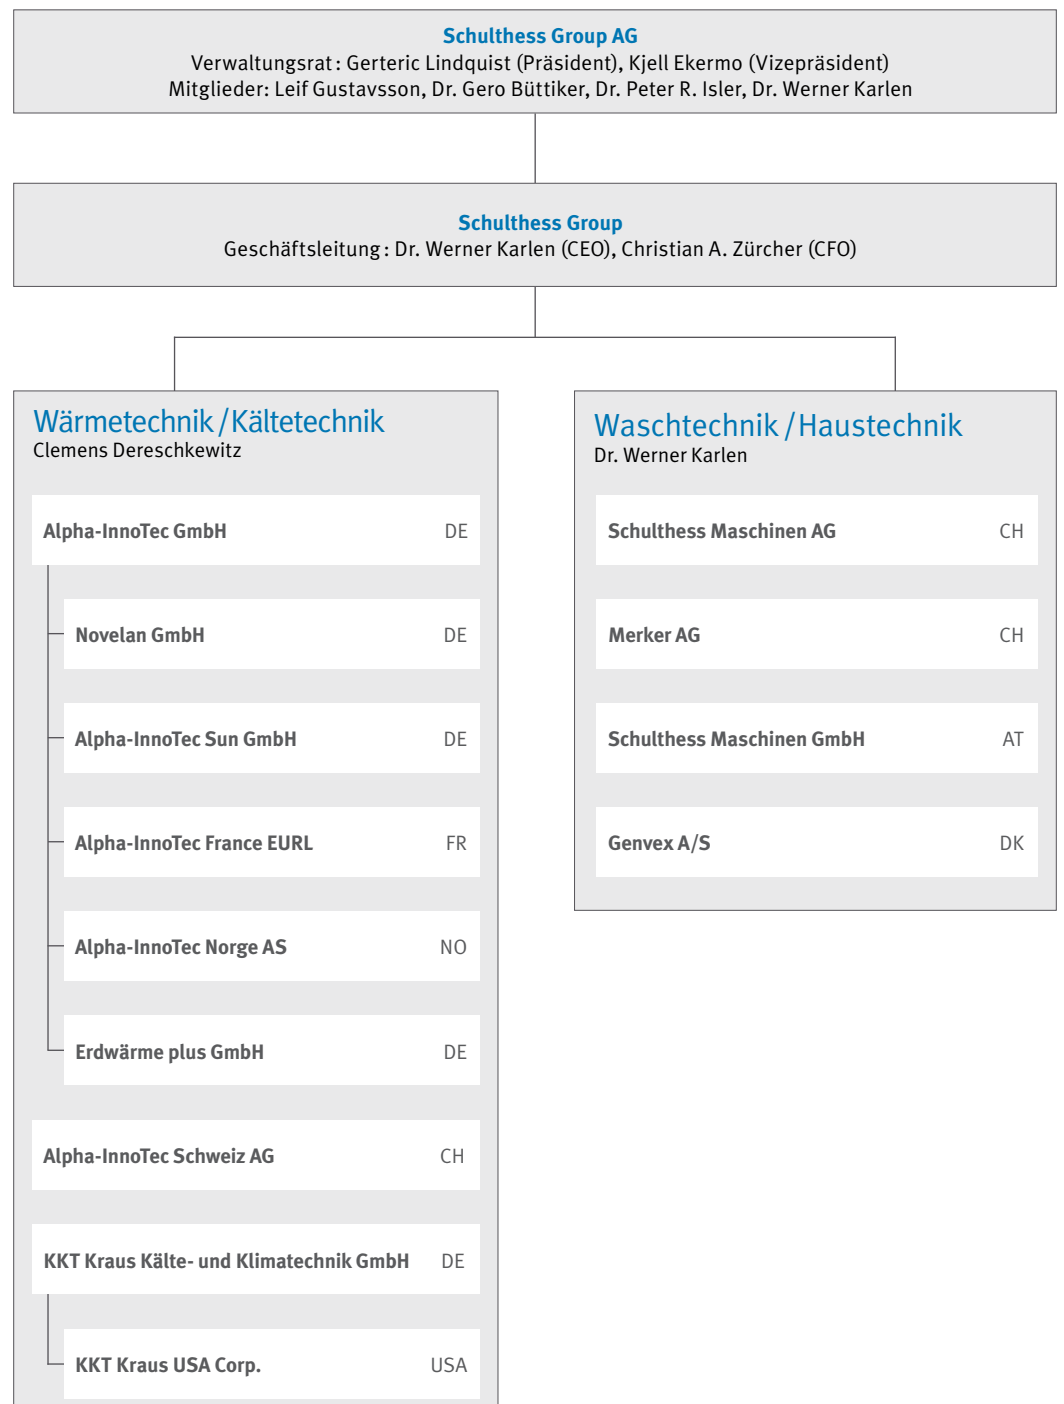 Schulthess Group AG
Verwaltungsrat: Gerteric Lindquist (Präsident), Kjell Ekermo (Vizepräsident)
Mitglieder: Leif Gustavsson, Dr. Gero Büttiker, Dr. Peter R. Isler, Dr. Werner Karlen
Schulthess Group
Geschäftsleitung: Dr. Werner Karlen (CEO), Christian A. Zürcher (CFO)
Wärmetechnik/Kältetechnik
Clemens Dereschkewitz
Alpha-InnoTec GmbH DE
Novelan GmbH DE
Alpha-InnoTec Sun GmbH DE
Alpha-InnoTec France EURL FR
Alpha-InnoTec Norge AS NO
Erdwärme plus GmbH DE
Alpha-InnoTec Schweiz AG CH
KKT Kraus Kälte- und Klimatechnik GmbH DE
KKT Kraus USA Corp. USA
Waschtechnik/Haustechnik
Dr. Werner Karlen
Schulthess Maschinen AG CH
Merker AG CH
Schulthess Maschinen GmbH AT
Genvex A/S DK